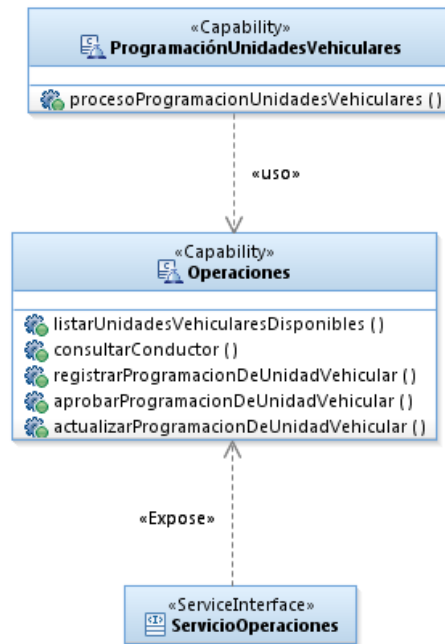 «Capability»
ProgramaciónUnidadesVehiculares
procesoProgramacionUnidadesVehiculares ()
«uso»
«Capability»
Operaciones
listarUnidadesVehicularesDisponibles ()
consultarConductor ()
registrarProgramacionDeUnidadVehicular ()
aprobarProgramacionDeUnidadVehicular ()
actualizarProgramacionDeUnidadVehicular ()
«Expose»
«ServiceInterface»
ServicioOperaciones